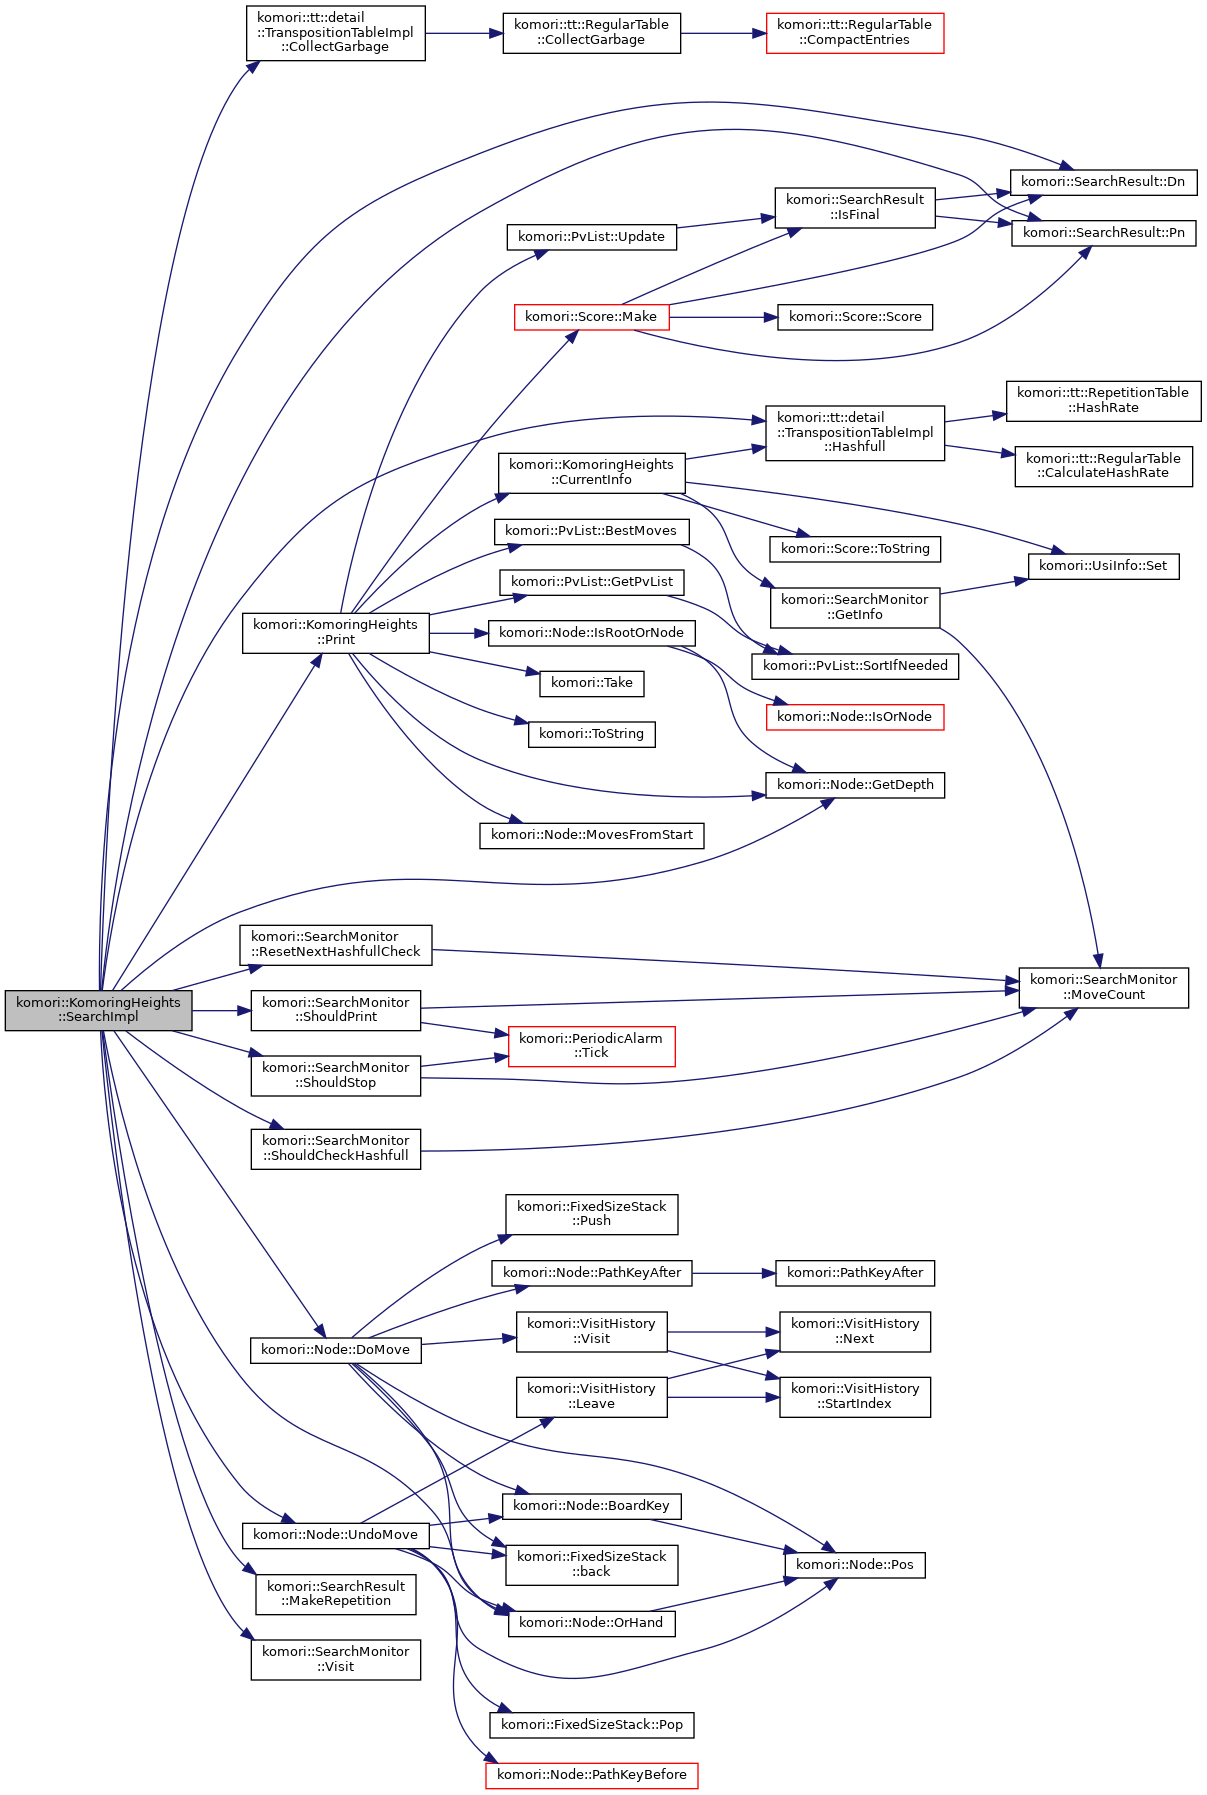 komori::tt::detail
::TranspositionTableImpl
::CollectGarbage
komori::tt::RegularTable
::CollectGarbage
komori::tt::RegularTable
::CompactEntries
komori::SearchResult::Dn
komori::SearchResult
::IsFinal
komori::PvList::Update
komori::SearchResult::Pn
komori::Score::Make
komori::Score::Score
komori::tt::RepetitionTable
::HashRate
komori::tt::detail
::TranspositionTableImpl
::Hashfull
komori::tt::RegularTable
::CalculateHashRate
komori::KomoringHeights
::CurrentInfo
komori::PvList::BestMoves
komori::Score::ToString
komori::UsiInfo::Set
komori::PvList::GetPvList
komori::SearchMonitor
::GetInfo
komori::KomoringHeights
::Print
komori::Node::IsRootOrNode
komori::PvList::SortIfNeeded
komori::Take
komori::Node::IsOrNode
komori::ToString
komori::Node::GetDepth
komori::Node::MovesFromStart
komori::SearchMonitor
::ResetNextHashfullCheck
komori::SearchMonitor
::MoveCount
komori::KomoringHeights
::SearchImpl
komori::SearchMonitor
::ShouldPrint
komori::PeriodicAlarm
::Tick
komori::SearchMonitor
::ShouldStop
komori::SearchMonitor
::ShouldCheckHashfull
komori::FixedSizeStack
::Push
komori::Node::PathKeyAfter
komori::PathKeyAfter
komori::VisitHistory
::Visit
komori::VisitHistory
::Next
komori::Node::DoMove
komori::VisitHistory
::Leave
komori::VisitHistory
::StartIndex
komori::Node::BoardKey
komori::Node::UndoMove
komori::FixedSizeStack
::back
komori::Node::Pos
komori::SearchResult
::MakeRepetition
komori::Node::OrHand
komori::SearchMonitor
::Visit
komori::FixedSizeStack::Pop
komori::Node::PathKeyBefore